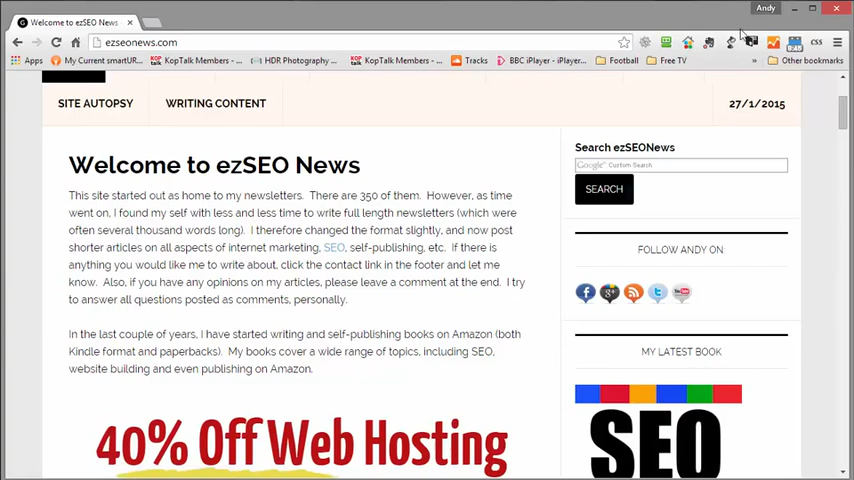 Andy
Welcome to ezSEO News
ezseonews.com
CSS
Apps My Current smartUR... KopTalk Members - ... HDR Photography ... KopTalk Members - ... Tracks BBC iPlayer - iPlaye... Football Free TV » Other bookmarks
SITE AUTOPSY WRITING CONTENT 27/1/2015
Welcome to ezSEO News
This site started out as home to my newsletters. There are 350 of them. However, as time
went on, I found my self with less and less time to write full length newsletters (which were
often several thousand words long). I therefore changed the format slightly, and now post
shorter articles on all aspects of internet marketing, SEO, self-publishing, etc. If there is
anything you would like me to write about, click the contact link in the footer and let me
know. Also, if you have any opinions on my articles, please leave a comment at the end. I try
to answer all questions posted as comments, personally.
In the last couple of years, I have started writing and self-publishing books on Amazon (both
Kindle format and paperbacks). My books cover a wide range of topics, including SEO,
website building and even publishing on Amazon.
40% Off Web Hosting
Search ezSEONews
Google™ Custom Search
SEARCH
FOLLOW ANDY ON:
MY LATEST BOOK
SEO